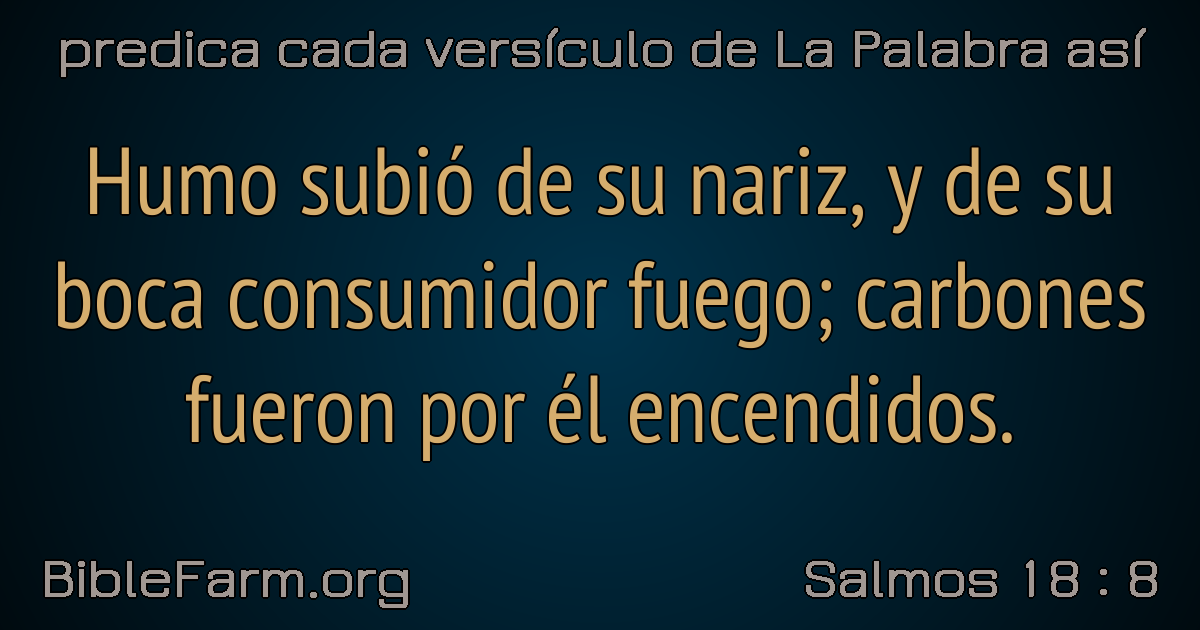 predica cada versículo de La Palabra así
Humo subió de su nariz, y de su
boca consumidor fuego; carbones
fueron por él encendidos.
BibleFarm.org
Salmos 18 : 8